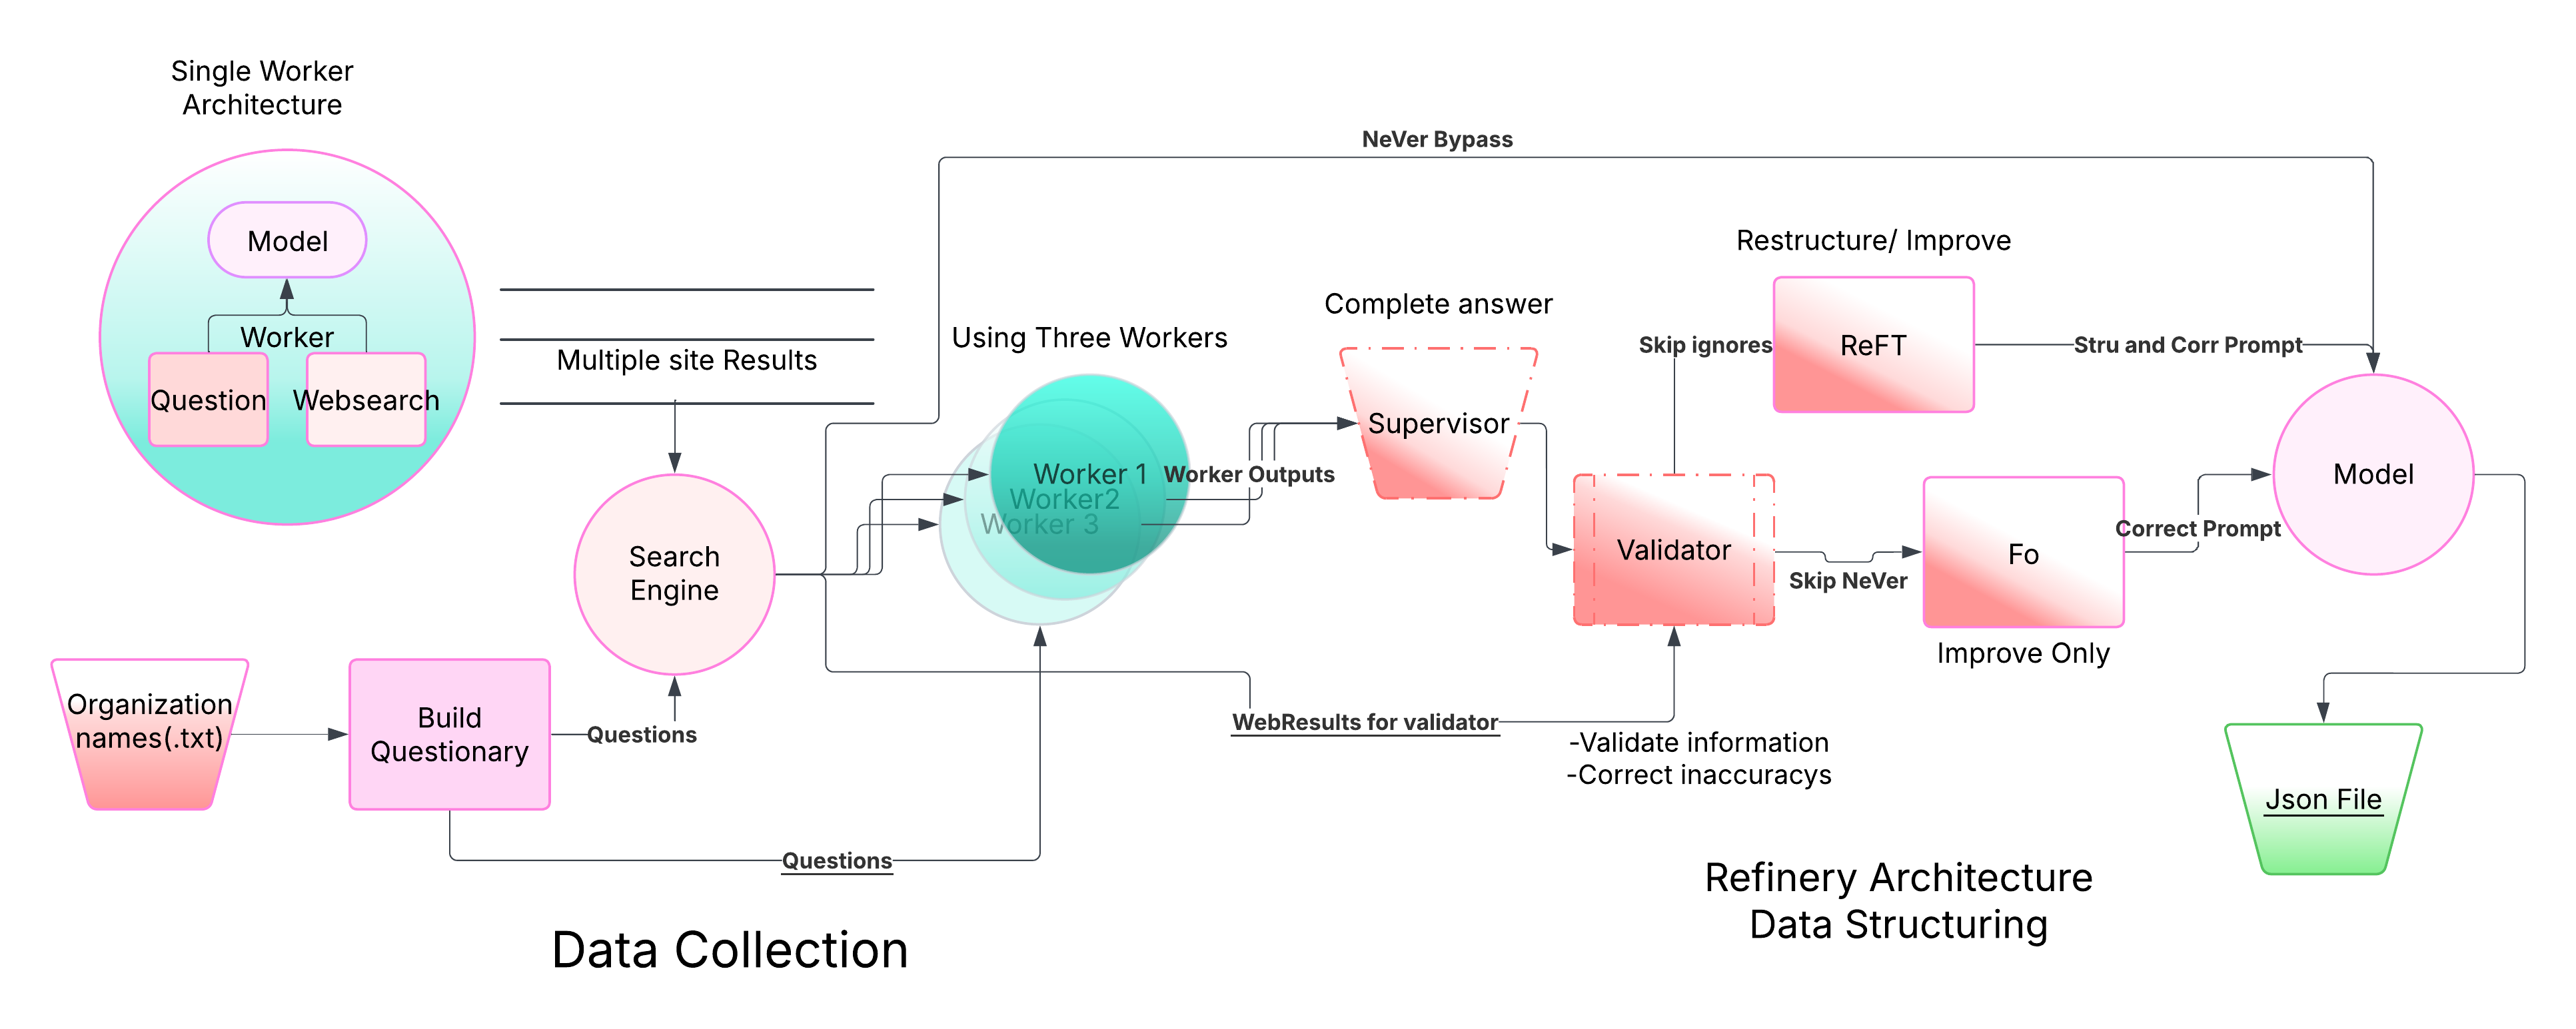 Single Worker
Architecture
Model
Worker
Question
Websearch
Multiple site Results
Search
Engine
Organization
names(.txt)
Build
Questionary
Questions
Questions
Data Collection
NeVer Bypass
Using Three Workers
Worker 1
Worker2
Worker 3
Worker Outputs
Complete answer
Supervisor
WebResults for validator
Validator
-Validate information
-Correct inaccuracys
Skip ignores
Restructure/ Improve
ReFT
Stru and Corr Prompt
Skip NeVer
Fo
Improve Only
Correct Prompt
Model
Json File
Refinery Architecture
Data Structuring